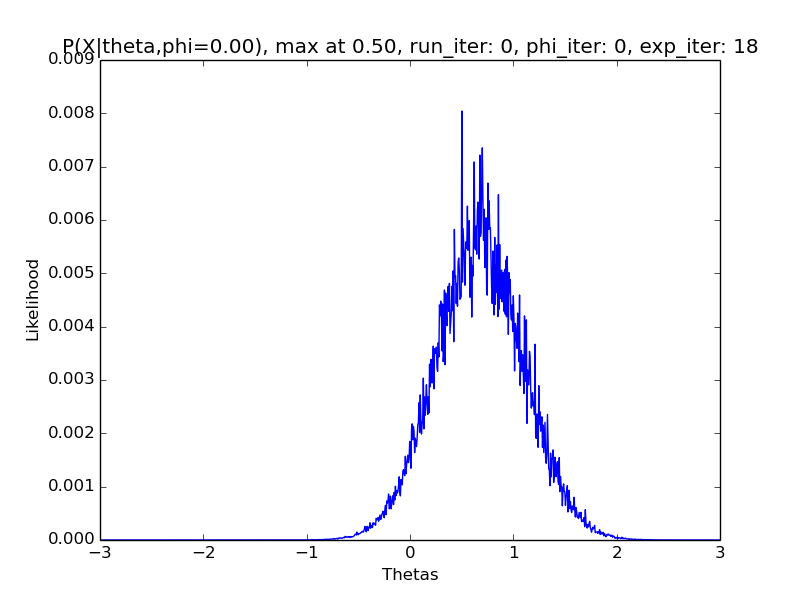 P(X|theta,phi=0.00), max at 0.50, run_iter: 0, phi_iter: 0, exp_iter: 18
0.009
0.008
0.007
0.006
0.005
0.004
0.003
0.002
0.001
0.000
Likelihood
−3 −2 −1 0 1 2 3
Thetas